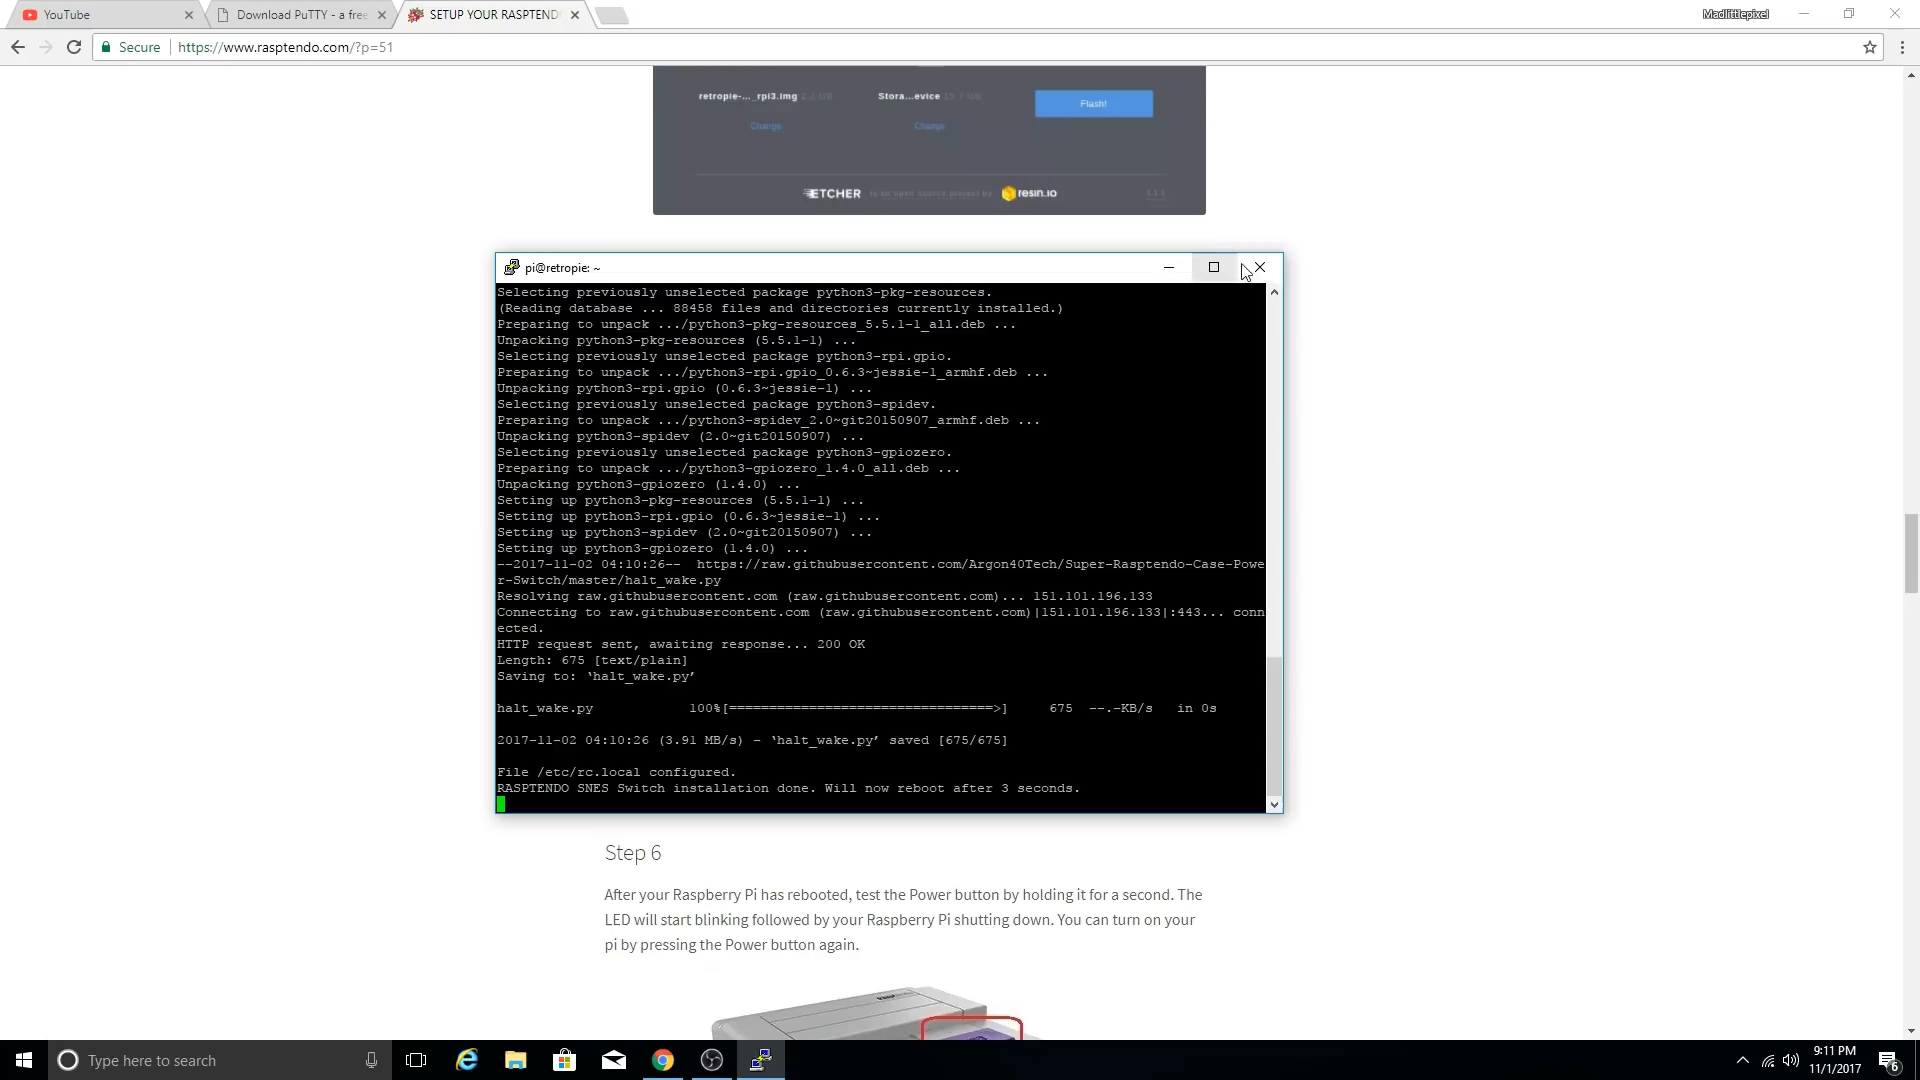 YouTube
Download PuTTY - a free
SETUP YOUR RASPTEND
Madlittlepixel
Secure
https://www.rasptendo.com/?p=51
retropie-..._rpi3.img 2.2 GB
Stora...evice 15.7 GB
Flash!
Change
Change
ETCHER is an open source project by resin.io
pi@retropie: ~
Selecting previously unselected package python3-pkg-resources.
(Reading database ... 88458 files and directories currently installed.)
Preparing to unpack .../python3-pkg-resources_5.5.1-1_all.deb ...
Unpacking python3-pkg-resources (5.5.1-1) ...
Selecting previously unselected package python3-rpi.gpio.
Preparing to unpack .../python3-rpi.gpio_0.6.3~jessie-1_armhf.deb ...
Unpacking python3-rpi.gpio (0.6.3~jessie-1) ...
Selecting previously unselected package python3-spidev.
Preparing to unpack .../python3-spidev_2.0~git20150907_armhf.deb ...
Unpacking python3-spidev (2.0~git20150907) ...
Selecting previously unselected package python3-gpiozero.
Preparing to unpack .../python3-gpiozero_1.4.0_all.deb ...
Unpacking python3-gpiozero (1.4.0) ...
Setting up python3-pkg-resources (5.5.1-1) ...
Setting up python3-rpi.gpio (0.6.3~jessie-1) ...
Setting up python3-spidev (2.0~git20150907) ...
Setting up python3-gpiozero (1.4.0) ...
--2017-11-02 04:10:26--  https://raw.githubusercontent.com/Argon40Tech/Super-Rasptendo-Case-Powe
r-Switch/master/halt_wake.py
Resolving raw.githubusercontent.com (raw.githubusercontent.com)... 151.101.196.133
Connecting to raw.githubusercontent.com (raw.githubusercontent.com)|151.101.196.133|:443... conn
ected.
HTTP request sent, awaiting response... 200 OK
Length: 675 [text/plain]
Saving to: ‘halt_wake.py’
halt_wake.py 100%[=================================>] 675 --.-KB/s in 0s
2017-11-02 04:10:26 (3.91 MB/s) - ‘halt_wake.py’ saved [675/675]
File /etc/rc.local configured.
RASPTENDO SNES Switch installation done. Will now reboot after 3 seconds.
Step 6
After your Raspberry Pi has rebooted, test the Power button by holding it for a second. The
LED will start blinking followed by your Raspberry Pi shutting down. You can turn on your
pi by pressing the Power button again.
Type here to search
9:11 PM
11/1/2017
6